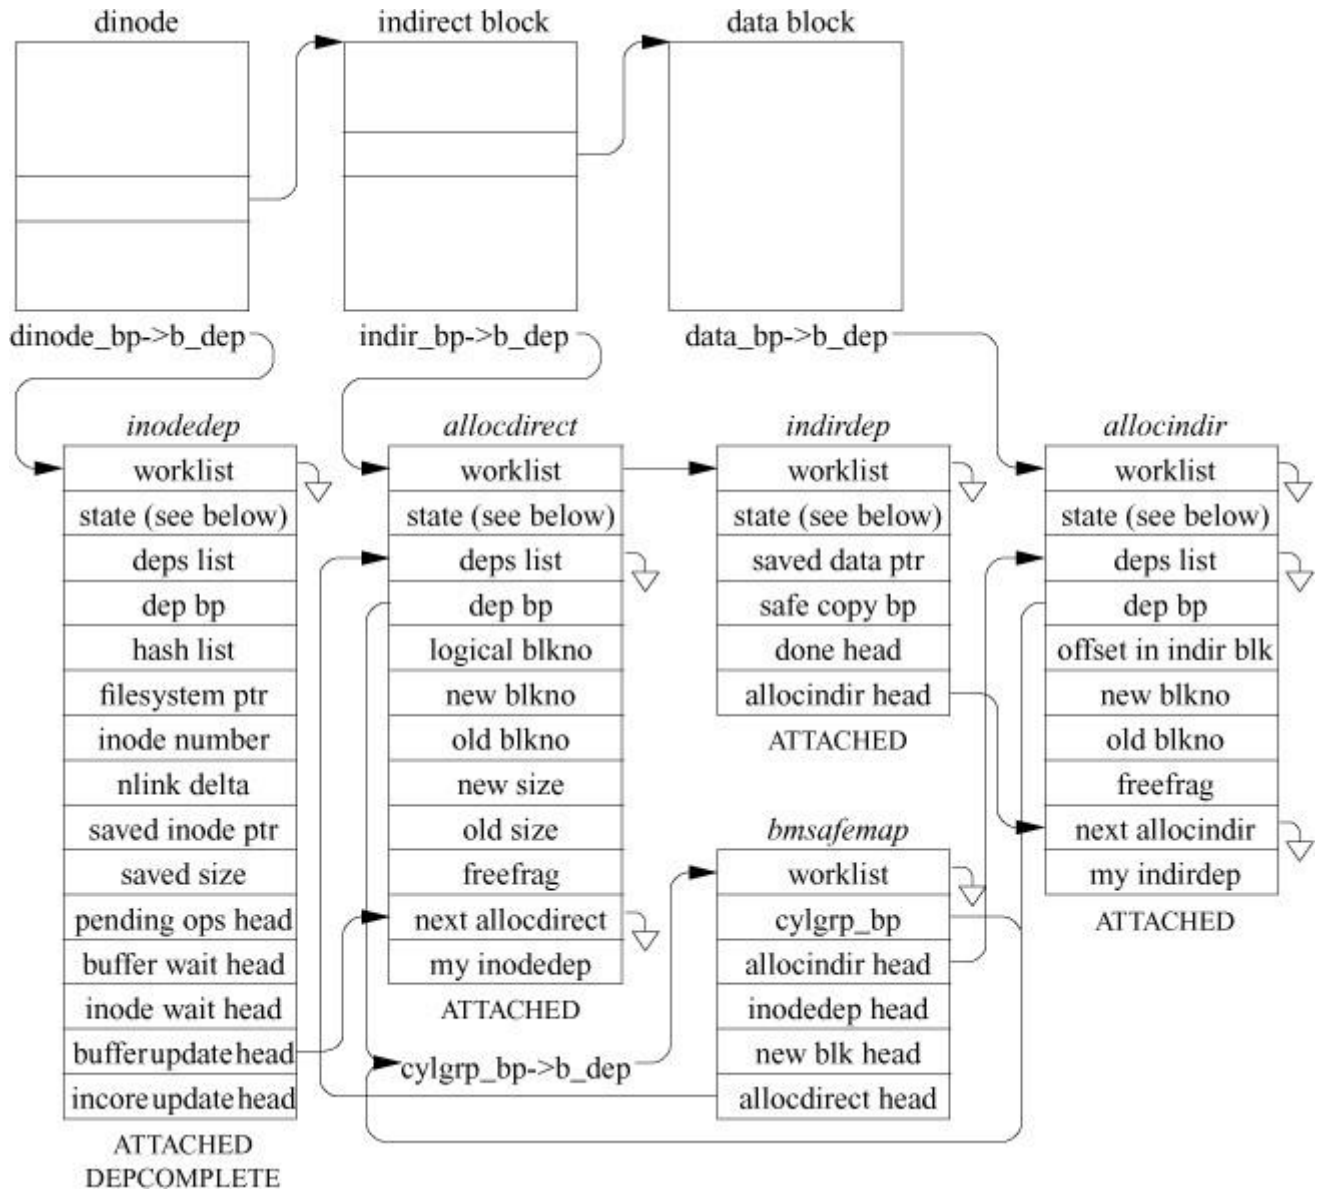 dinode
indirect block
data block
dinode_bp->b_dep
indir_bp->b_dep
data_bp->b_dep
inodedep
worklist
state (see below)
deps list
dep bp
hash list
filesystem ptr
inode number
nlink delta
saved inode ptr
saved size
pending ops head
buffer wait head
inode wait head
buffer update head
incore update head
ATTACHED
DEPCOMPLETE
allocdirect
worklist
state (see below)
deps list
dep bp
logical blkno
new blkno
old blkno
new size
old size
freefrag
next allocdirect
my inodedep
ATTACHED
cylgrp_bp->b_dep
indirdep
worklist
state (see below)
saved data ptr
safe copy bp
done head
allocindir head
ATTACHED
bmsafemap
worklist
cylgrp_bp
allocindir head
inodedep head
new blk head
allocdirect head
allocindir
worklist
state (see below)
deps list
dep bp
offset in indir blk
new blkno
old blkno
freefrag
next allocindir
my indirdep
ATTACHED